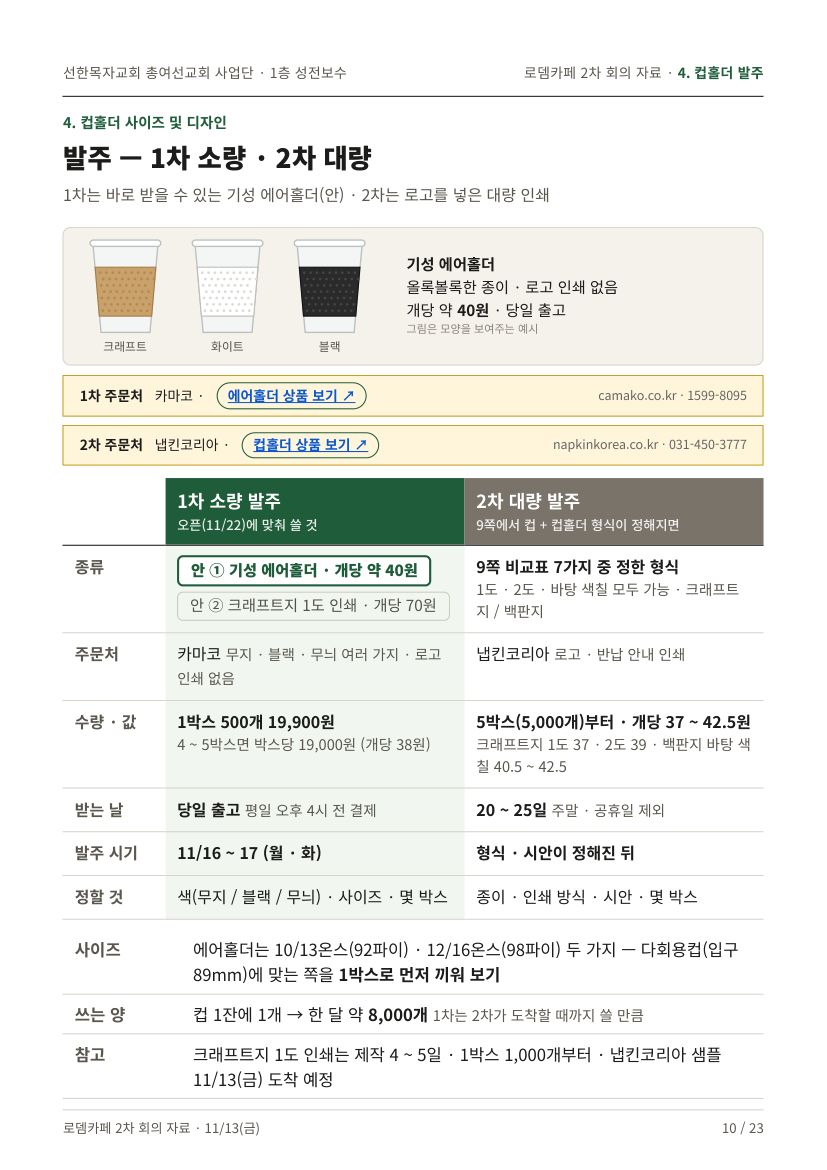 선한목자교회 총여선교회 사업단 · 1층 성전보수
로뎀카페 2차 회의 자료 · 4. 컵홀더 발주
4. 컵홀더 사이즈 및 디자인
발주 — 1차 소량 · 2차 대량
1차는 바로 받을 수 있는 기성 에어홀더(안) · 2차는 로고를 넣은 대량 인쇄
기성 에어홀더
올록볼록한 종이 · 로고 인쇄 없음
개당 약 40원 · 당일 출고
그림은 모양을 보여주는 예시
크래프트
화이트
블랙
1차 주문처 카마코 · 에어홀더 상품 보기 ↗ camako.co.kr · 1599-8095
2차 주문처 냅킨코리아 · 컵홀더 상품 보기 ↗ napkinkorea.co.kr · 031-450-3777
1차 소량 발주
오픈(11/22)에 맞춰 쓸 것
2차 대량 발주
9쪽에서 컵 + 컵홀더 형식이 정해지면
종류
안 ① 기성 에어홀더 · 개당 약 40원
안 ② 크래프트지 1도 인쇄 · 개당 70원
9쪽 비교표 7가지 중 정한 형식
1도 · 2도 · 바탕 색칠 모두 가능 · 크래프트
지 / 백판지
주문처
카마코 무지 · 블랙 · 무늬 여러 가지 · 로고
인쇄 없음
냅킨코리아 로고 · 반납 안내 인쇄
수량 · 값
1박스 500개 19,900원
4 ~ 5박스면 박스당 19,000원 (개당 38원)
5박스(5,000개)부터 · 개당 37 ~ 42.5원
크래프트지 1도 37 · 2도 39 · 백판지 바탕 색
칠 40.5 ~ 42.5
받는 날
당일 출고 평일 오후 4시 전 결제
20 ~ 25일 주말 · 공휴일 제외
발주 시기
11/16 ~ 17 (월 · 화)
형식 · 시안이 정해진 뒤
정할 것
색(무지 / 블랙 / 무늬) · 사이즈 · 몇 박스
종이 · 인쇄 방식 · 시안 · 몇 박스
사이즈
에어홀더는 10/13온스(92파이) · 12/16온스(98파이) 두 가지 — 다회용컵(입구
89mm)에 맞는 쪽을 1박스로 먼저 끼워 보기
쓰는 양
컵 1잔에 1개 → 한 달 약 8,000개 1차는 2차가 도착할 때까지 쓸 만큼
참고
크래프트지 1도 인쇄는 제작 4 ~ 5일 · 1박스 1,000개부터 · 냅킨코리아 샘플
11/13(금) 도착 예정
로뎀카페 2차 회의 자료 · 11/13(금)
10 / 23